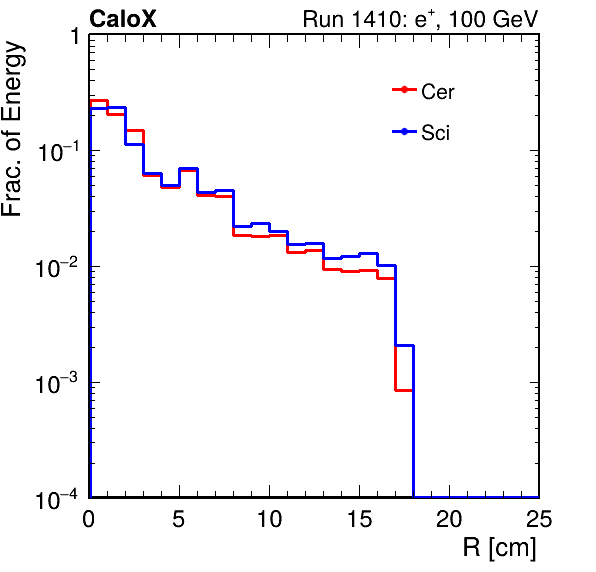 CaloX Run 1410: e⁺, 100 GeV
Frac. of Energy
1
10⁻¹
10⁻²
10⁻³
10⁻⁴
Cer
Sci
0 5 10 15 20 25
R [cm]